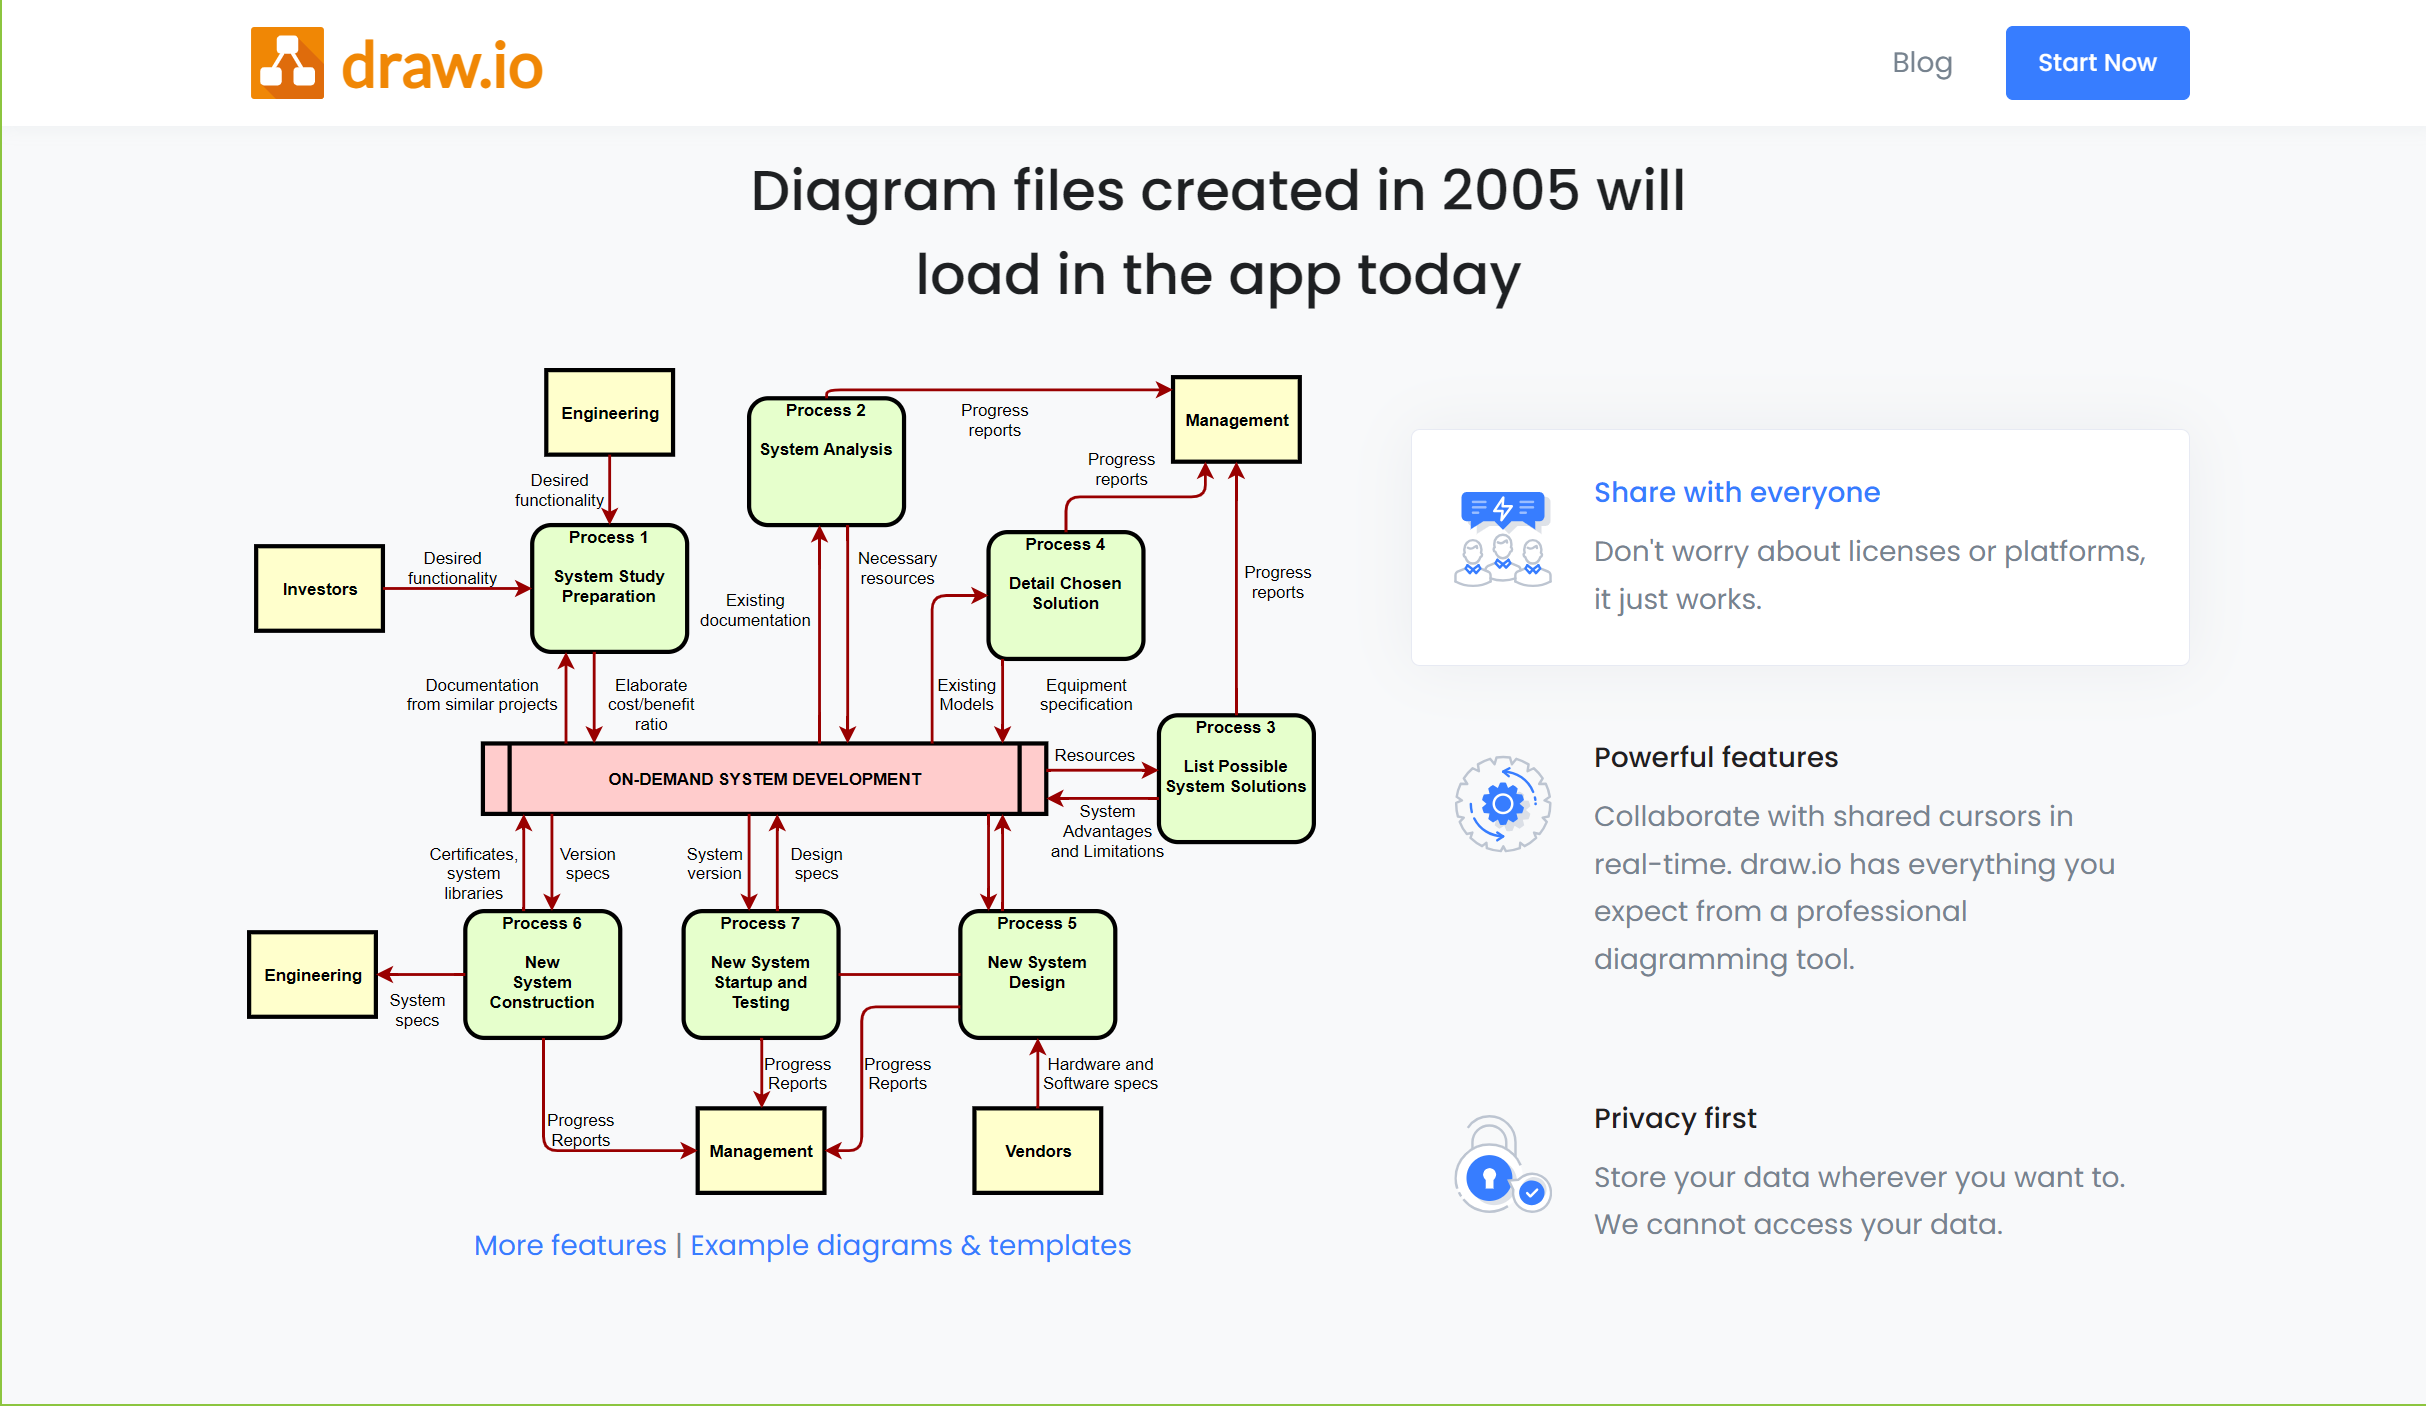 draw.io
Blog
Start Now
Diagram files created in 2005 will
load in the app today
Engineering
Process 2
System Analysis
Progress
reports
Management
Desired
functionality
Progress
reports
Investors
Desired
functionality
Process 1
System Study
Preparation
Existing
documentation
Necessary
resources
Process 4
Detail Chosen
Solution
Progress
reports
Documentation
from similar projects
Elaborate
cost/benefit
ratio
Existing
Models
Equipment
specification
ON-DEMAND SYSTEM DEVELOPMENT
Resources
Process 3
List Possible
System Solutions
System
Advantages
and Limitations
Certificates,
system
libraries
Version
specs
System
version
Design
specs
Engineering
System
specs
Process 6
New
System
Construction
Process 7
New System
Startup and
Testing
Process 5
New System
Design
Progress
Reports
Progress
Reports
Progress
Reports
Hardware and
Software specs
Management
Vendors
More features | Example diagrams & templates
Share with everyone
Don't worry about licenses or platforms,
it just works.
Powerful features
Collaborate with shared cursors in
real-time. draw.io has everything you
expect from a professional
diagramming tool.
Privacy first
Store your data wherever you want to.
We cannot access your data.